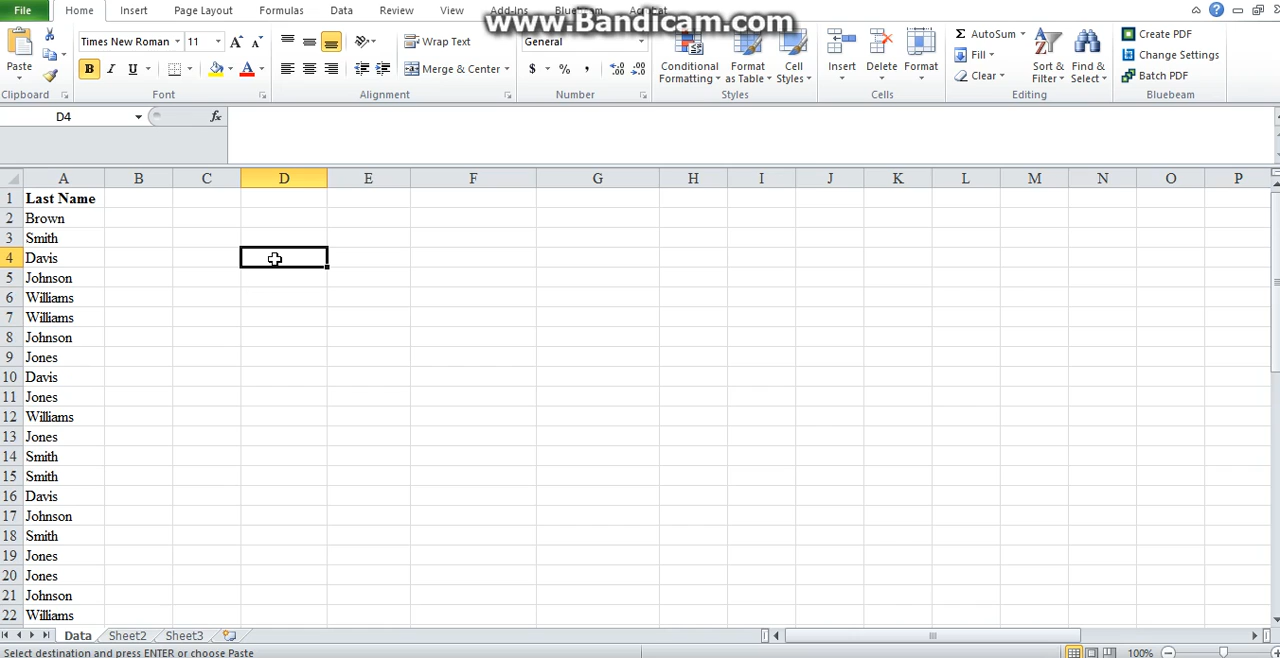 www.Bandicam.com
File Home Insert Page Layout Formulas Data Review View Add-Ins
Paste
Times New Roman 11
B I U
Clipboard
Font
Wrap Text
Merge & Center
Alignment
General
$ % ,
Number
Conditional Formatting
Format as Table
Cell Styles
Styles
Insert
Delete
Format
Cells
Σ AutoSum
Fill
Clear
Sort & Filter
Find & Select
Editing
Create PDF
Change Settings
Batch PDF
Bluebeam
D4 fx
A B C D E F G H I J K L M N O P
1 Last Name
2 Brown
3 Smith
4 Davis
5 Johnson
6 Williams
7 Williams
8 Johnson
9 Jones
10 Davis
11 Jones
12 Williams
13 Jones
14 Smith
15 Smith
16 Davis
17 Johnson
18 Smith
19 Jones
20 Jones
21 Johnson
22 Williams
Data Sheet2 Sheet3
Select destination and press ENTER or choose Paste
100%